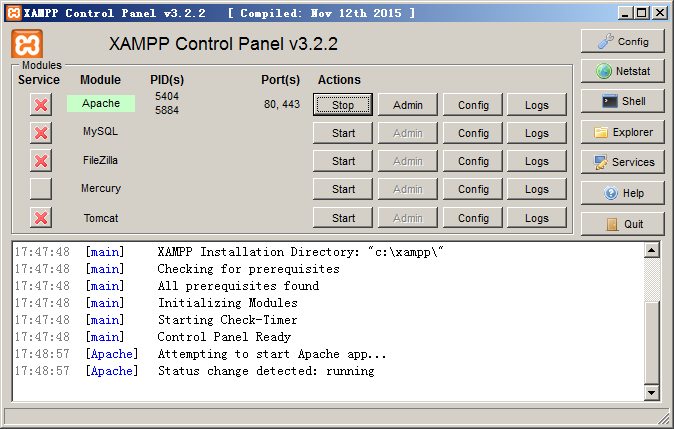 XAMPP Control Panel v3.2.2 [ Compiled: Nov 12th 2015 ]
XAMPP Control Panel v3.2.2
Config
Modules
Service Module PID(s) Port(s) Actions
Netstat
Apache 5404 5884 80, 443 Stop Admin Config Logs
Shell
MySQL Start Admin Config Logs
Explorer
FileZilla Start Admin Config Logs
Services
Mercury Start Admin Config Logs
Help
Tomcat Start Admin Config Logs
Quit
17:47:48 [main] XAMPP Installation Directory: "c:\xampp\"
17:47:48 [main] Checking for prerequisites
17:47:48 [main] All prerequisites found
17:47:48 [main] Initializing Modules
17:47:48 [main] Starting Check-Timer
17:47:48 [main] Control Panel Ready
17:48:57 [Apache] Attempting to start Apache app...
17:48:57 [Apache] Status change detected: running